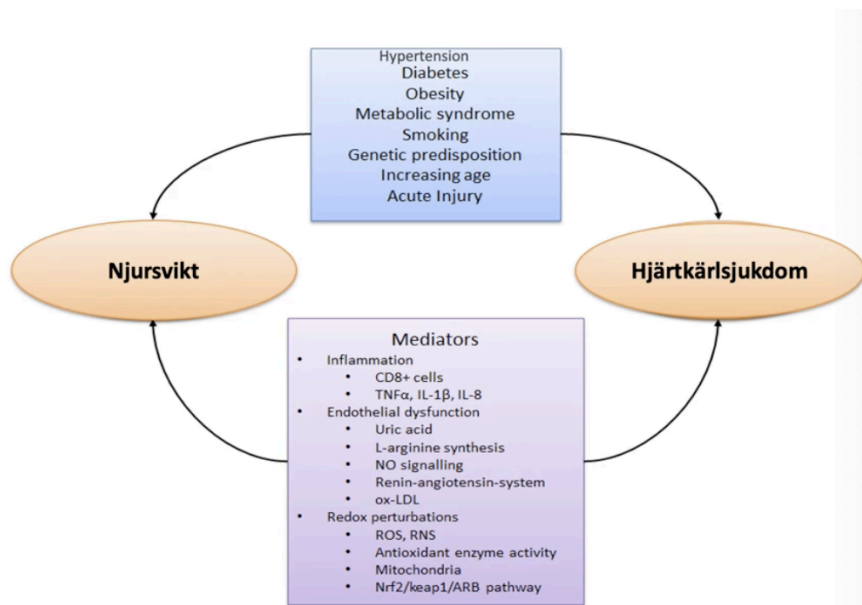 Hypertension
Diabetes
Obesity
Metabolic syndrome
Smoking
Genetic predisposition
Increasing age
Acute Injury
Njursvikt
Hjärtkärlsjukdom
Mediators
• Inflammation
• CD8+ cells
• TNFα, IL-1β, IL-8
• Endothelial dysfunction
• Uric acid
• L-arginine synthesis
• NO signalling
• Renin-angiotensin-system
• ox-LDL
• Redox perturbations
• ROS, RNS
• Antioxidant enzyme activity
• Mitochondria
• Nrf2/keap1/ARB pathway